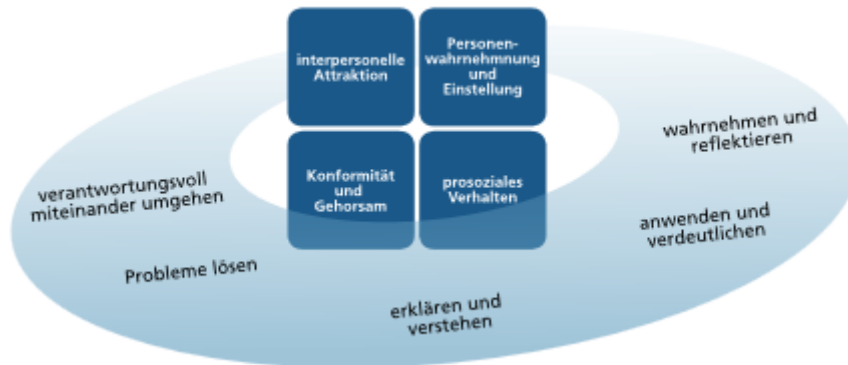 interpersonelle
Attraktion
Personen-
wahrnehmnung
und
Einstellung
Konformität
und
Gehorsam
prosoziales
Verhalten
wahrnehmen und
reflektieren
anwenden und
verdeutlichen
erklären und
verstehen
Probleme lösen
verantwortungsvoll
miteinander umgehen